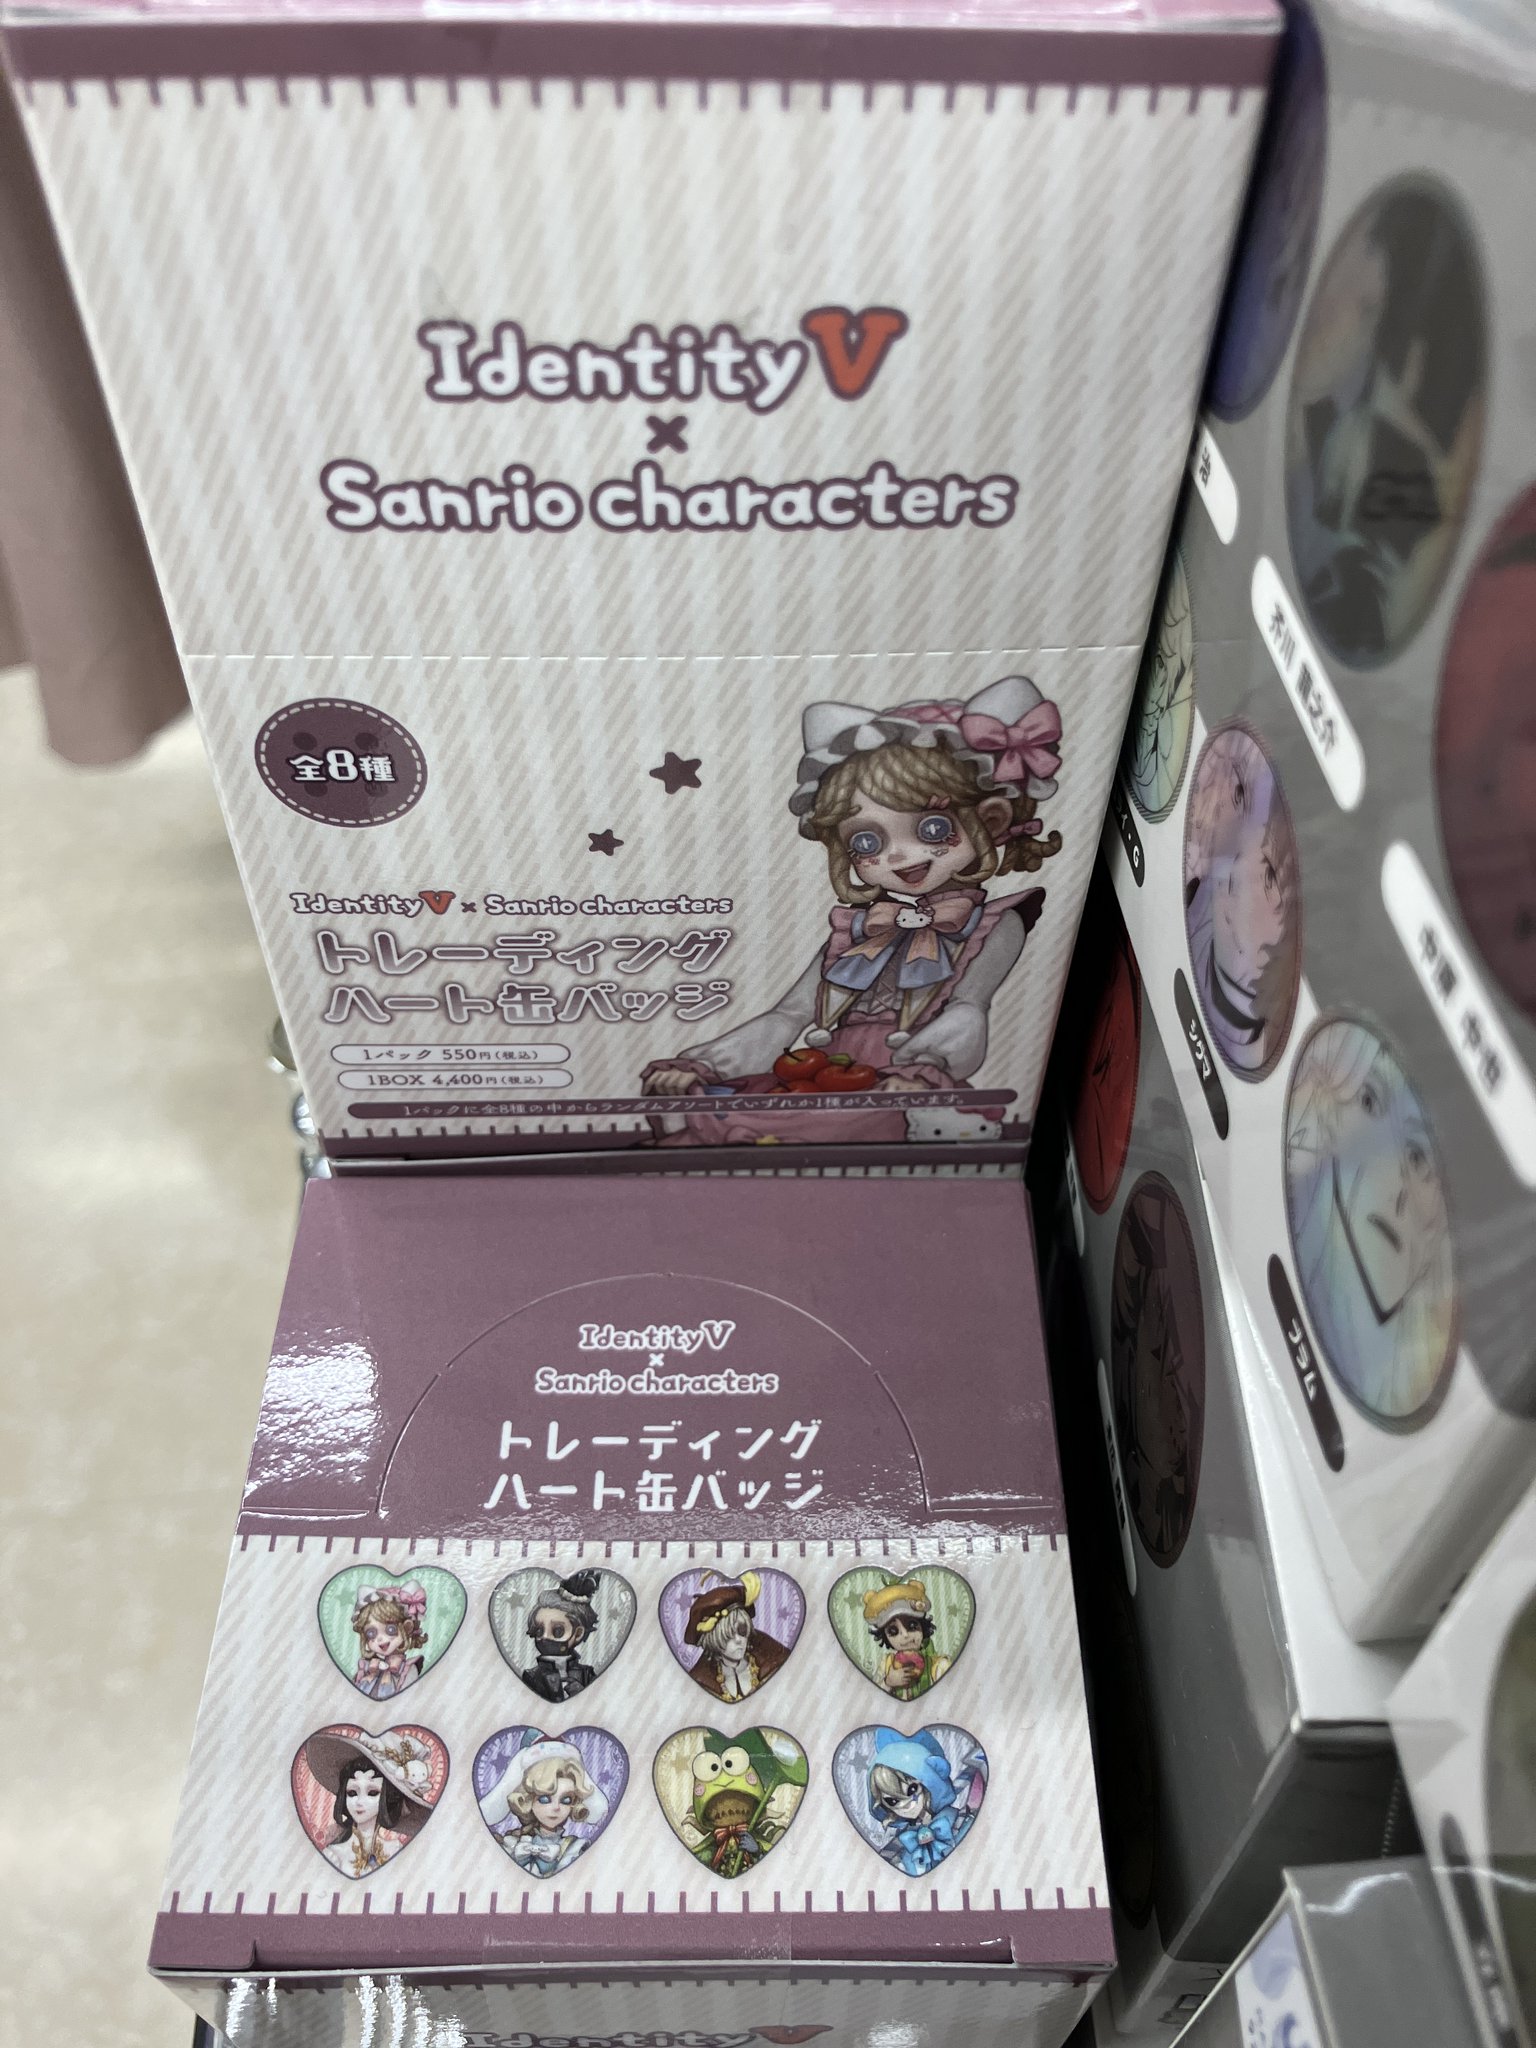 Identity V
×
Sanrio characters
全8種
Identity V × Sanrio characters
トレーディング
ハート缶バッジ
1パック 550円(税込)
1BOX 4,400円(税込)
1パックに全8種の中からランダムアソートでいずれか1種が入っています。
Identity V
×
Sanrio characters
トレーディング
ハート缶バッジ
Identity V
芥川 龍之介
中原 中也
シグマ
ブラム
ィ・G